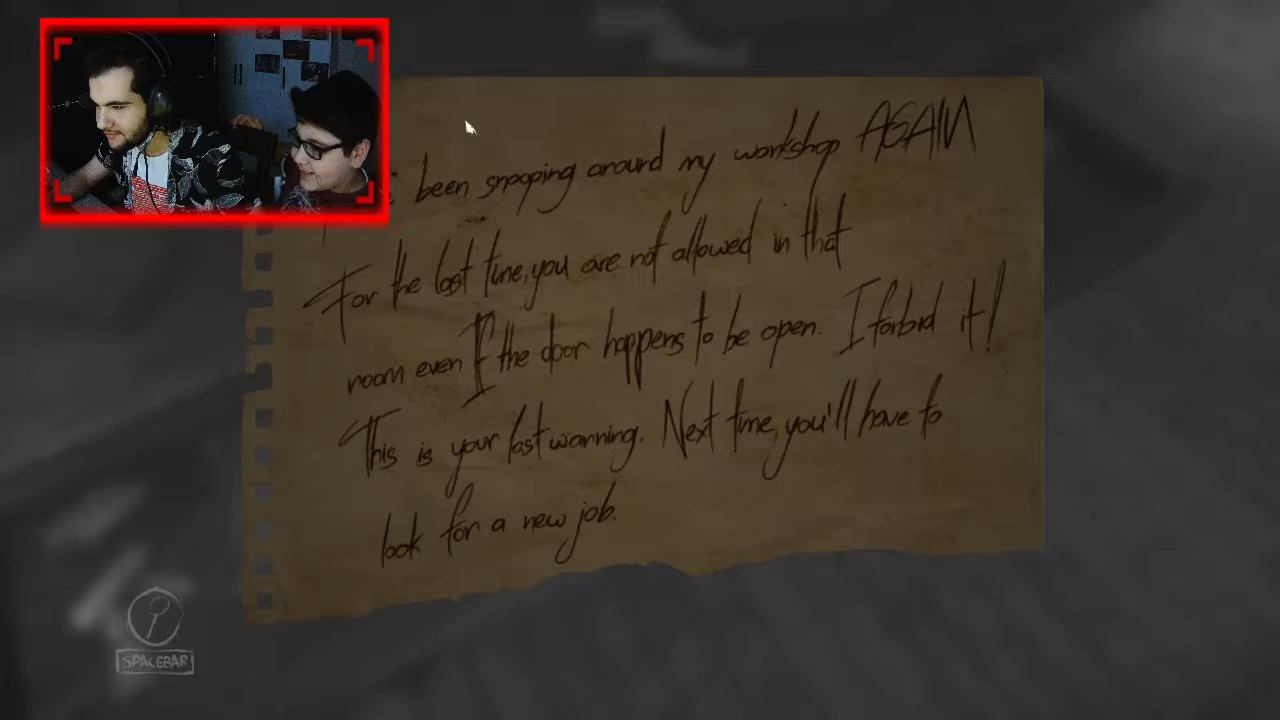 been snooping around my workshop AGAIN
For the last time, you are not allowed in that
room even If the door happens to be open. I forbid it!
This is your last warning. Next time, you'll have to
look for a new job.
SPACEBAR